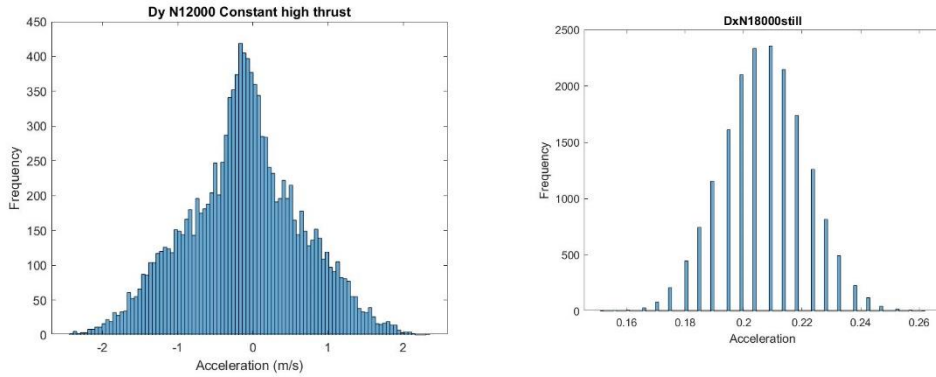 Dy N12000 Constant high thrust
450
400
350
300
250
200
150
100
50
0
Frequency
-2 -1 0 1 2
Acceleration (m/s)
DxN18000still
2500
2000
1500
1000
500
0
Frequency
0.16 0.18 0.2 0.22 0.24 0.26
Acceleration